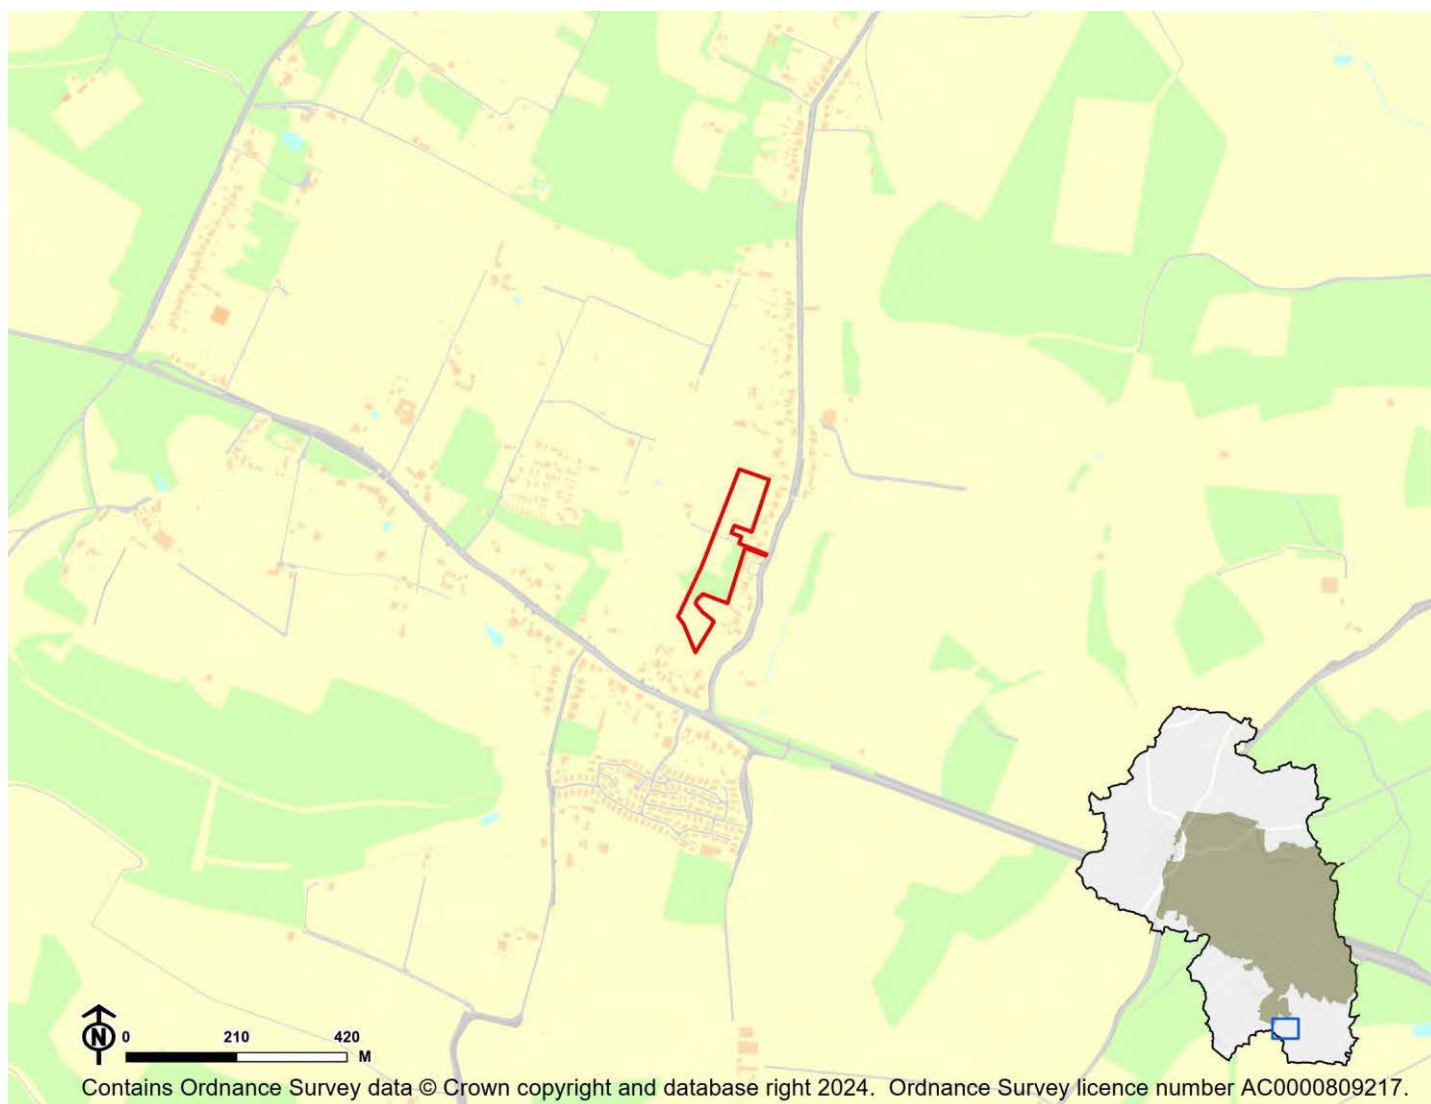 N
0 210 420
M
Contains Ordnance Survey data © Crown copyright and database right 2024. Ordnance Survey licence number AC0000809217.